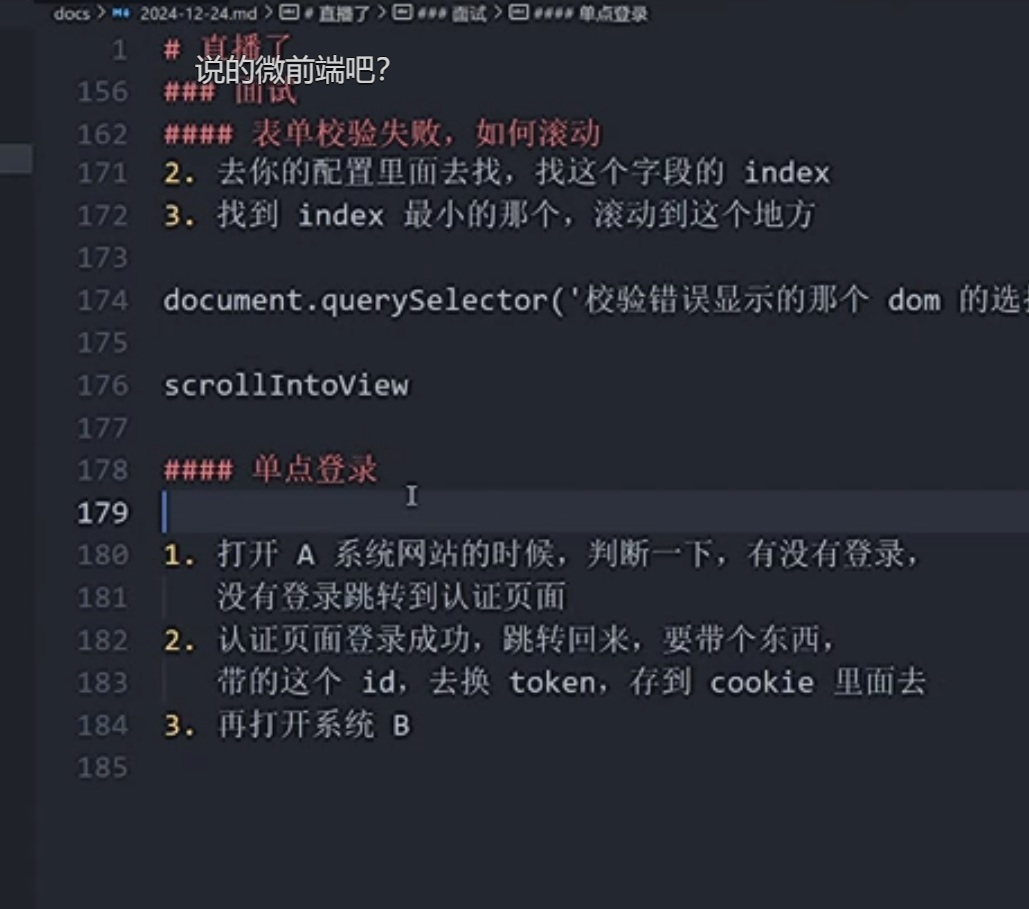 docs > 2024-12-24.md > # 直播了 > ### 面试 > #### 单点登录
1 # 直播了
说的微前端吧？
156 ### 面试
162 #### 表单校验失败，如何滚动
171 2. 去你的配置里面去找，找这个字段的 index
172 3. 找到 index 最小的那个，滚动到这个地方
173
174 document.querySelector('校验错误显示的那个 dom 的选
175
176 scrollIntoView
177
178 #### 单点登录
179
180 1. 打开 A 系统网站的时候，判断一下，有没有登录，
181 没有登录跳转到认证页面
182 2. 认证页面登录成功，跳转回来，要带个东西，
183 带的这个 id，去换 token，存到 cookie 里面去
184 3. 再打开系统 B
185